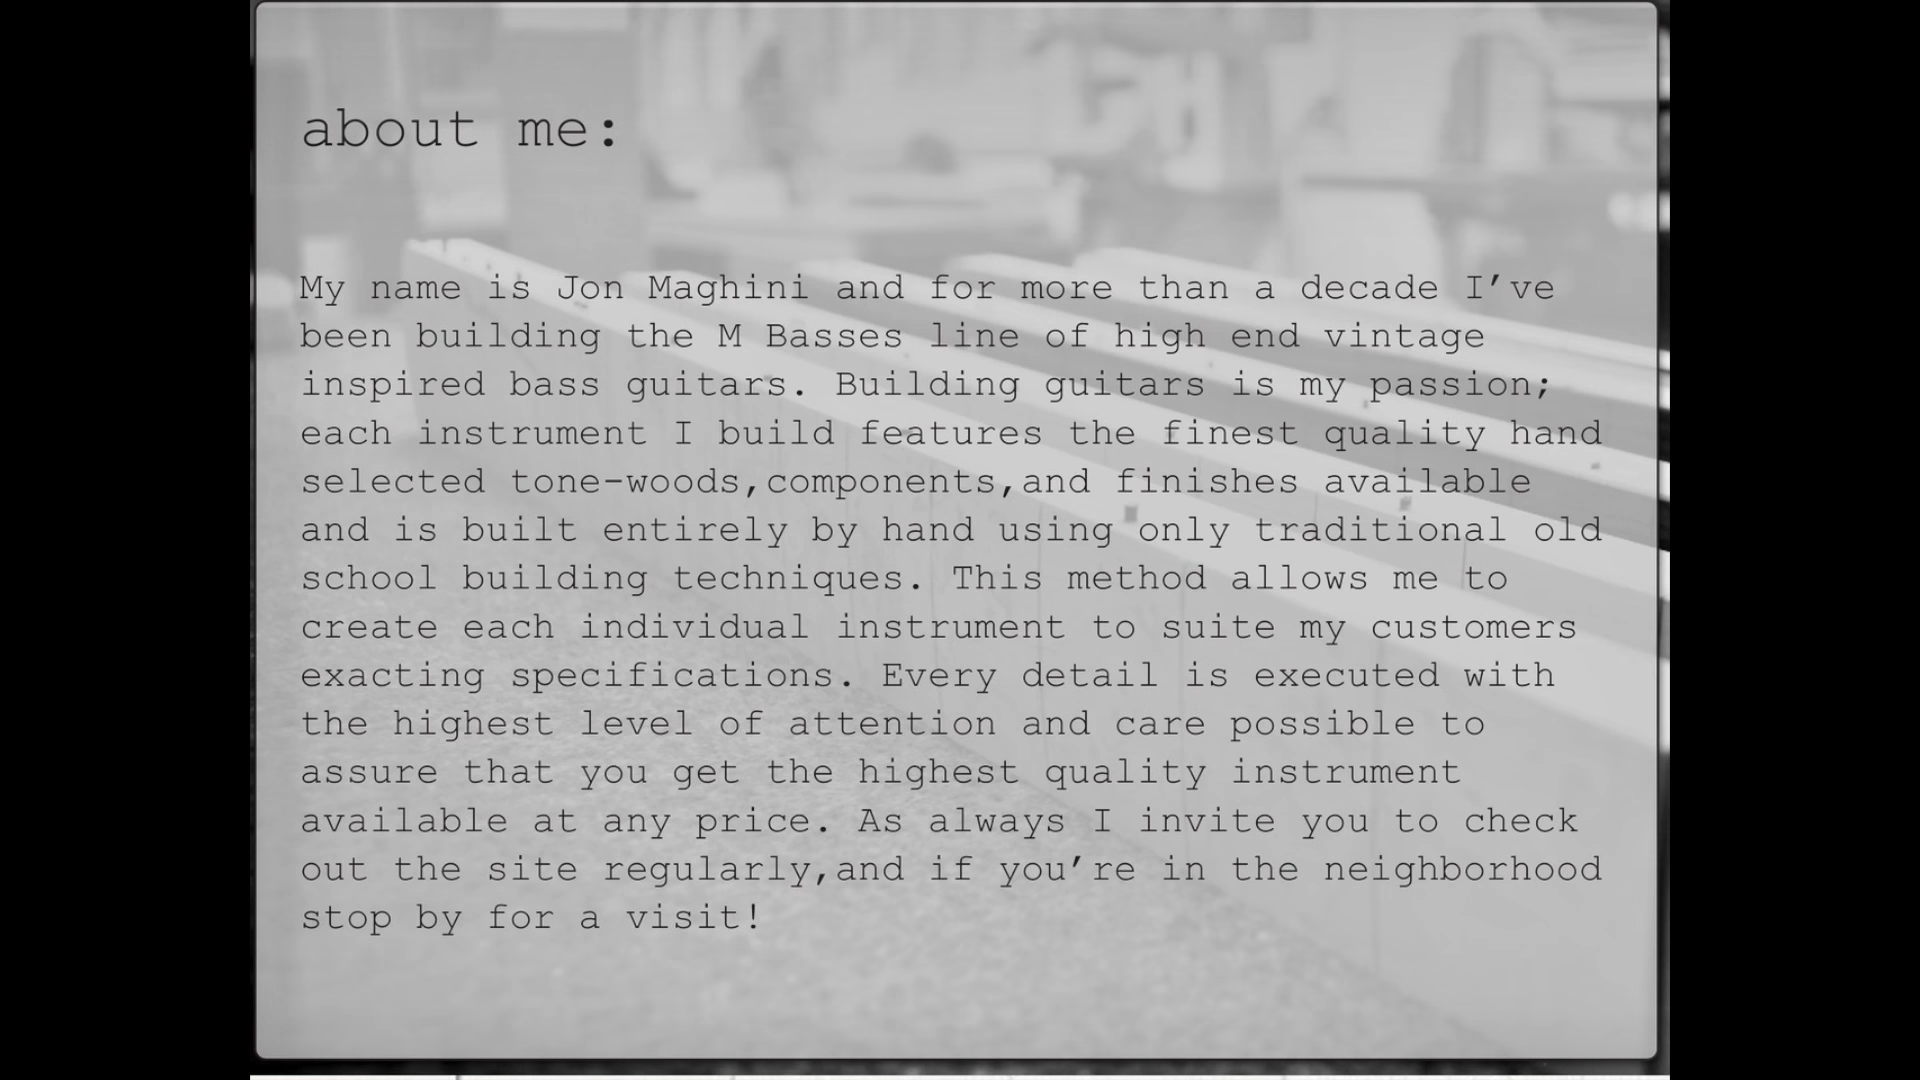 about me:
My name is Jon Maghini and for more than a decade I’ve
been building the M Basses line of high end vintage
inspired bass guitars. Building guitars is my passion;
each instrument I build features the finest quality hand
selected tone-woods,components,and finishes available
and is built entirely by hand using only traditional old
school building techniques. This method allows me to
create each individual instrument to suite my customers
exacting specifications. Every detail is executed with
the highest level of attention and care possible to
assure that you get the highest quality instrument
available at any price. As always I invite you to check
out the site regularly,and if you’re in the neighborhood
stop by for a visit!